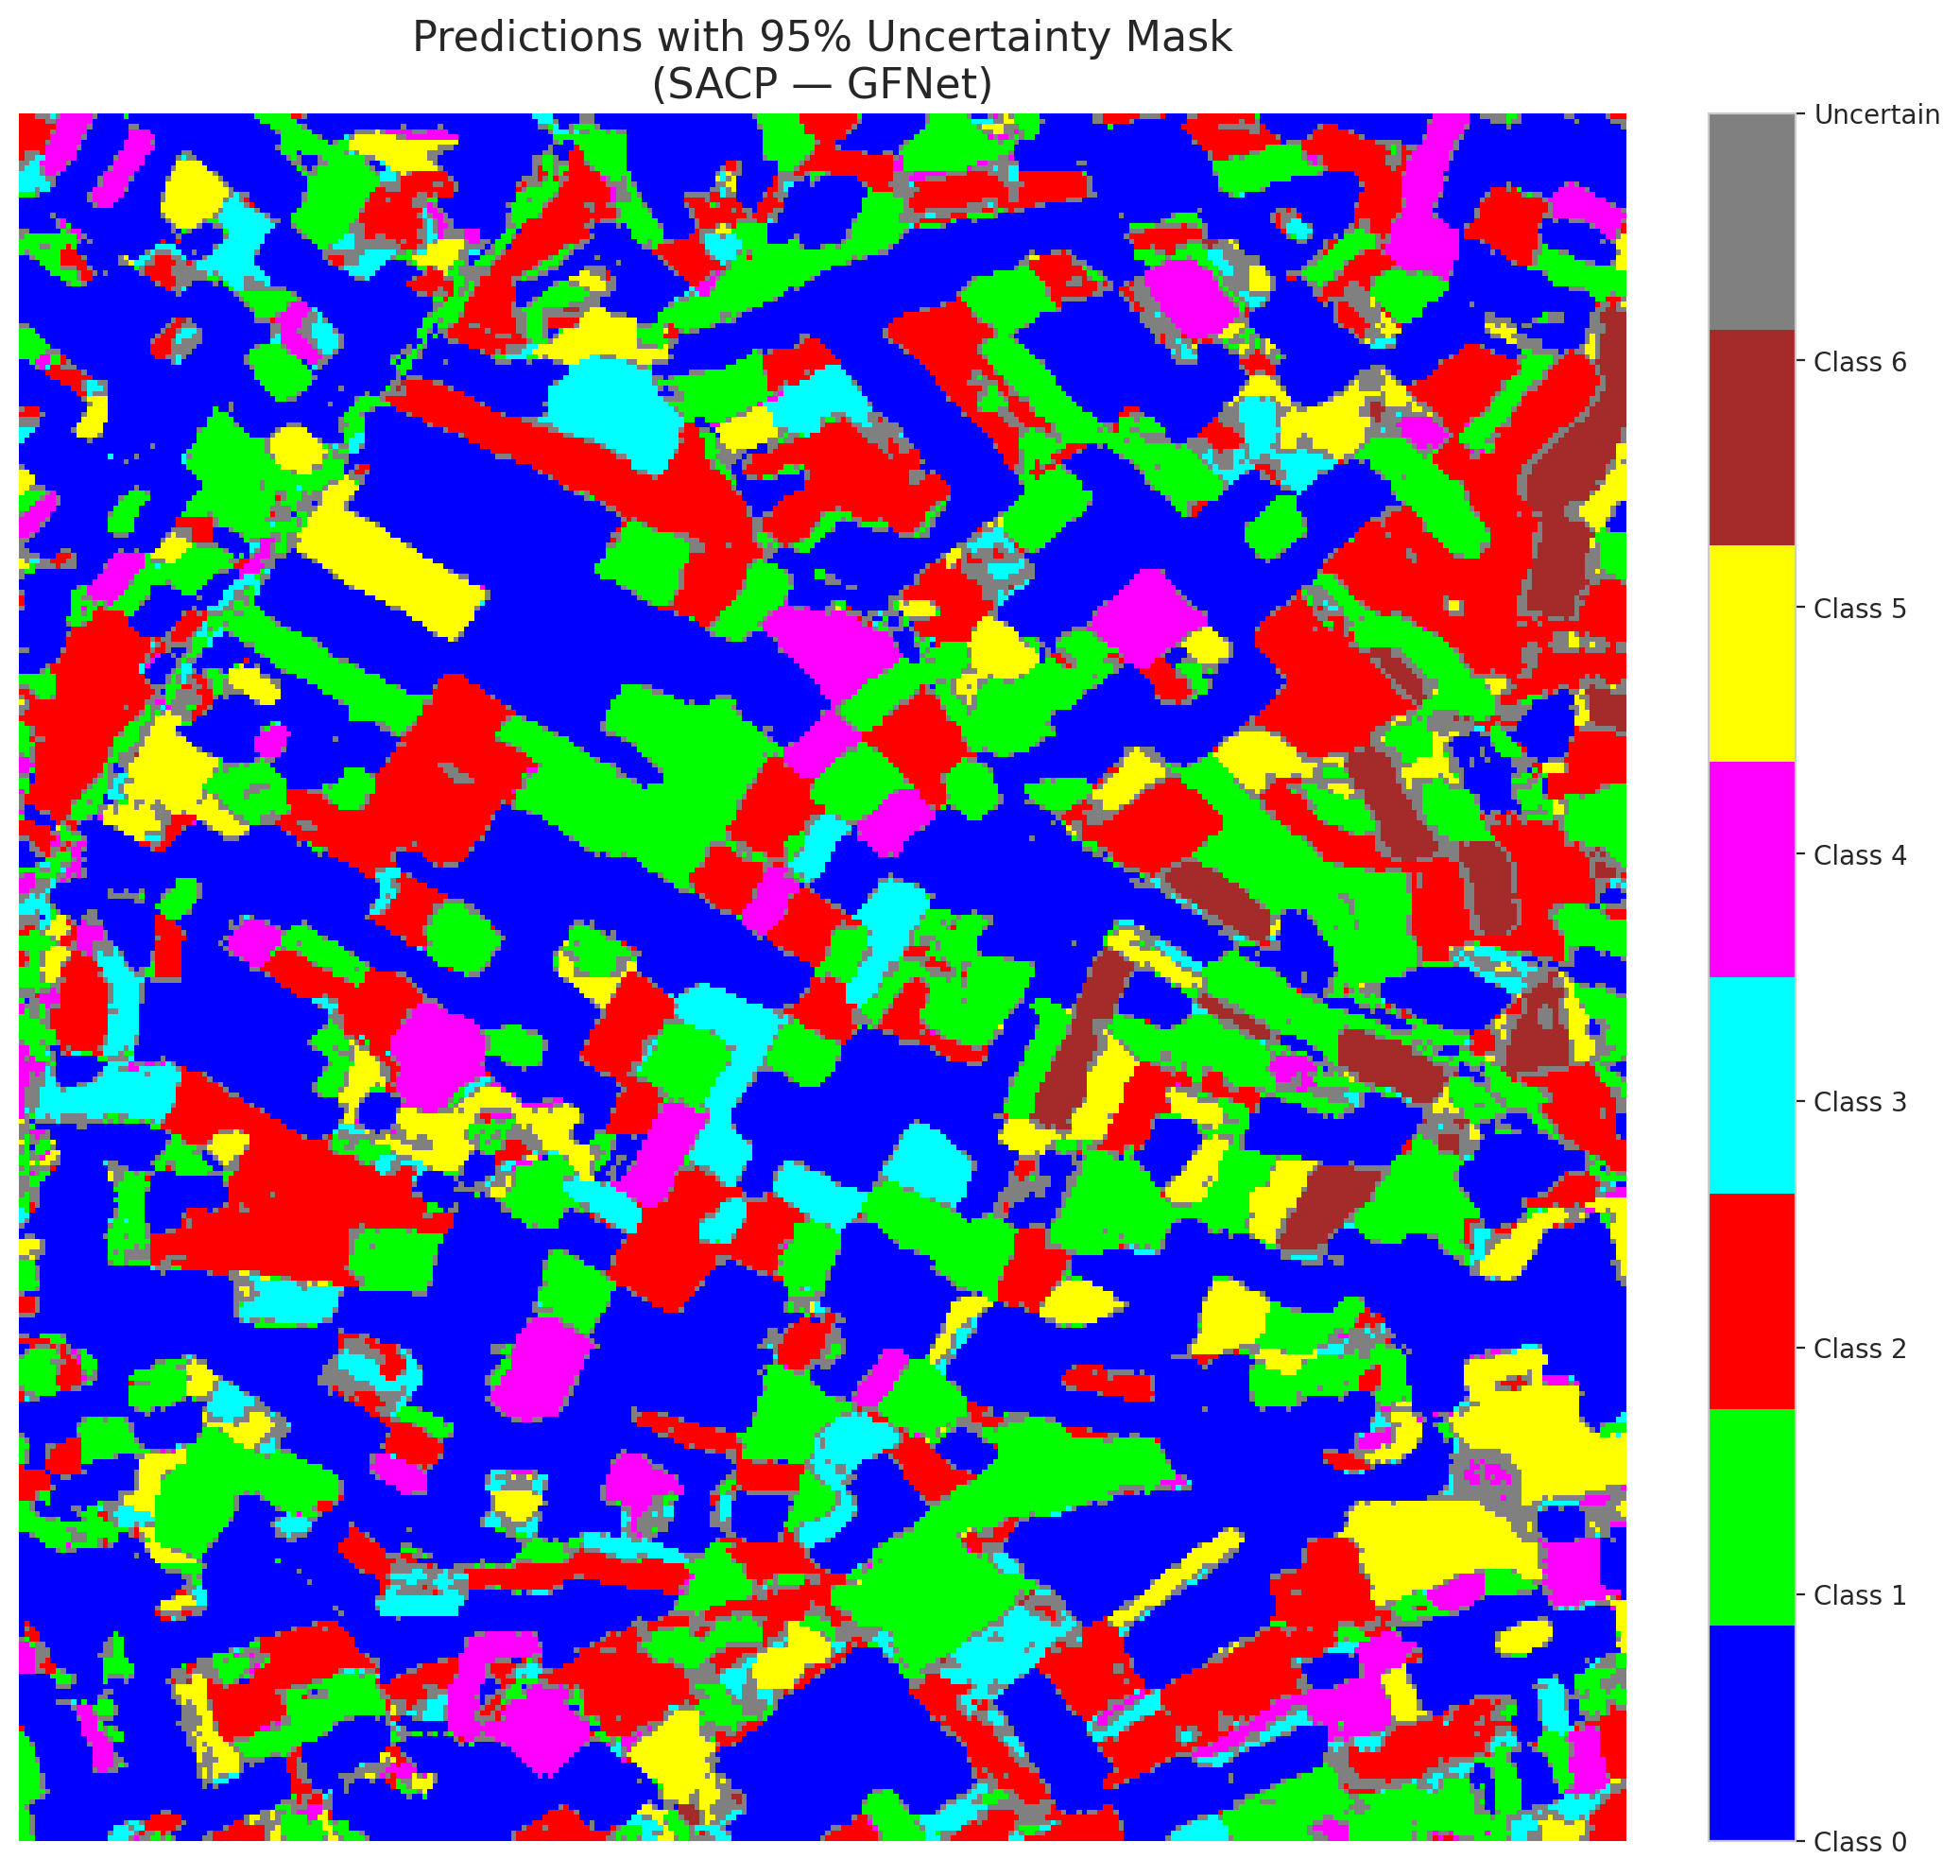 Predictions with 95% Uncertainty Mask
(SACP — GFNet)
Uncertain
Class 6
Class 5
Class 4
Class 3
Class 2
Class 1
Class 0